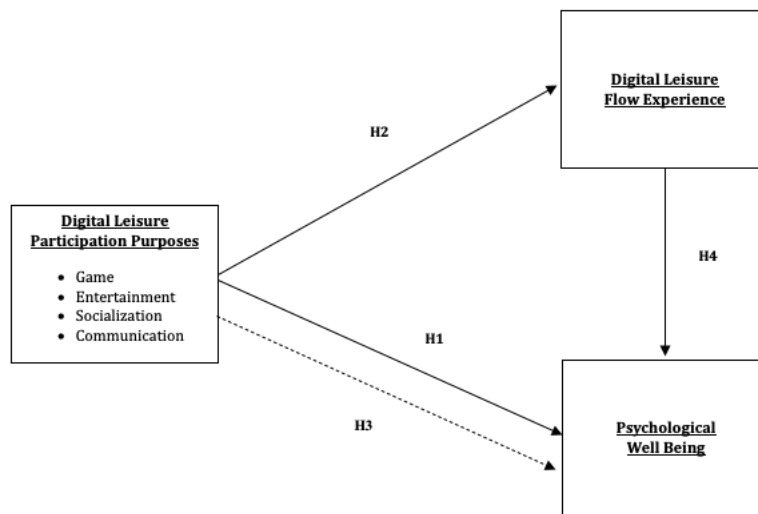 Digital Leisure
Flow Experience
H2
Digital Leisure
Participation Purposes
• Game
• Entertainment
• Socialization
• Communication
H4
H1
H3
Psychological
Well Being